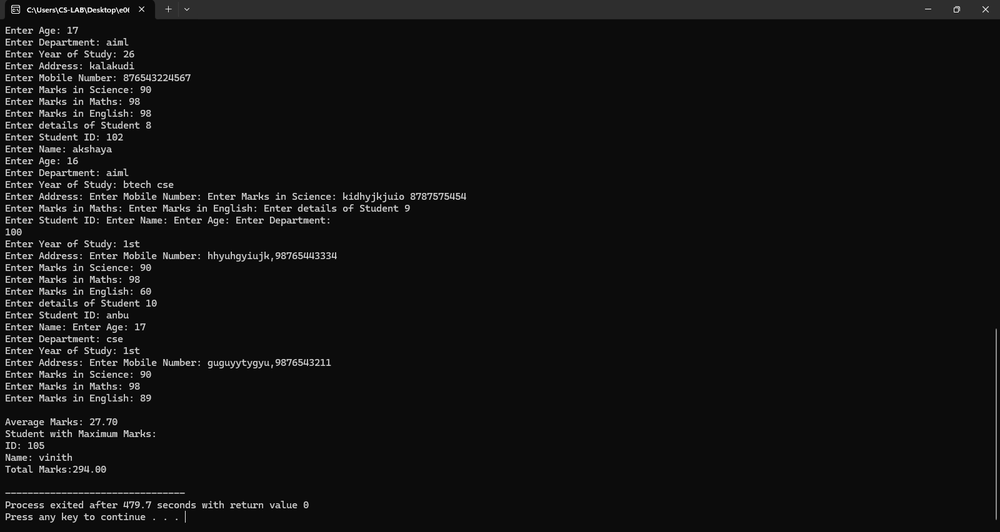 C:\Users\CS-LAB\Desktop\e06
Enter Age: 17
Enter Department: aiml
Enter Year of Study: 26
Enter Address: kalakudi
Enter Mobile Number: 876543224567
Enter Marks in Science: 90
Enter Marks in Maths: 98
Enter Marks in English: 98
Enter details of Student 8
Enter Student ID: 102
Enter Name: akshaya
Enter Age: 16
Enter Department: aiml
Enter Year of Study: btech cse
Enter Address: Enter Mobile Number: Enter Marks in Science: kidhyjkjuio 8787575454
Enter Marks in Maths: Enter Marks in English: Enter details of Student 9
Enter Student ID: Enter Name: Enter Age: Enter Department:
100
Enter Year of Study: 1st
Enter Address: Enter Mobile Number: hhyuhgyiujk,98765443334
Enter Marks in Science: 90
Enter Marks in Maths: 98
Enter Marks in English: 60
Enter details of Student 10
Enter Student ID: anbu
Enter Name: Enter Age: 17
Enter Department: cse
Enter Year of Study: 1st
Enter Address: Enter Mobile Number: guguyytygyu,9876543211
Enter Marks in Science: 90
Enter Marks in Maths: 98
Enter Marks in English: 89
Average Marks: 27.70
Student with Maximum Marks:
ID: 105
Name: vinith
Total Marks:294.00
--------------------------------
Process exited after 479.7 seconds with return value 0
Press any key to continue . . .